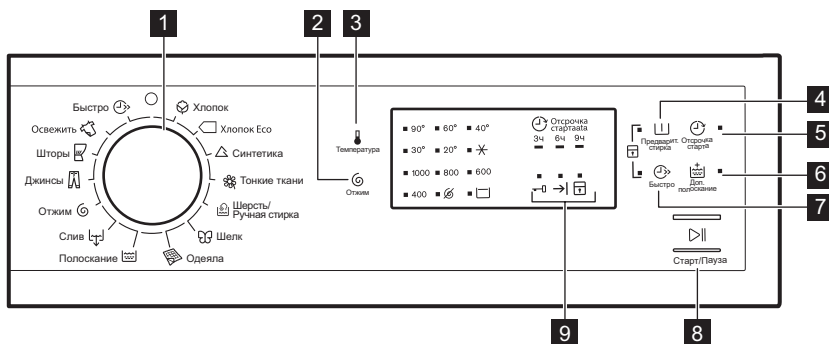 1
2
3
4
5
6
7
8
9
Быстро
Хлопок
Освежить
Хлопок Eco
Шторы
Синтетика
Джинсы
Тонкие ткани
Отжим
Шерсть/
Ручная стирка
Слив
Шелк
Полоскание
Одеяла
Температура
Отжим
90° 60° 40°
30° 20°
1000 800 600
400
Отсрочка
стартаata
3ч 6ч 9ч
Предварит.
стирка
Отсрочка
старта
Быстро
Доп.
полоскание
Старт/Пауза